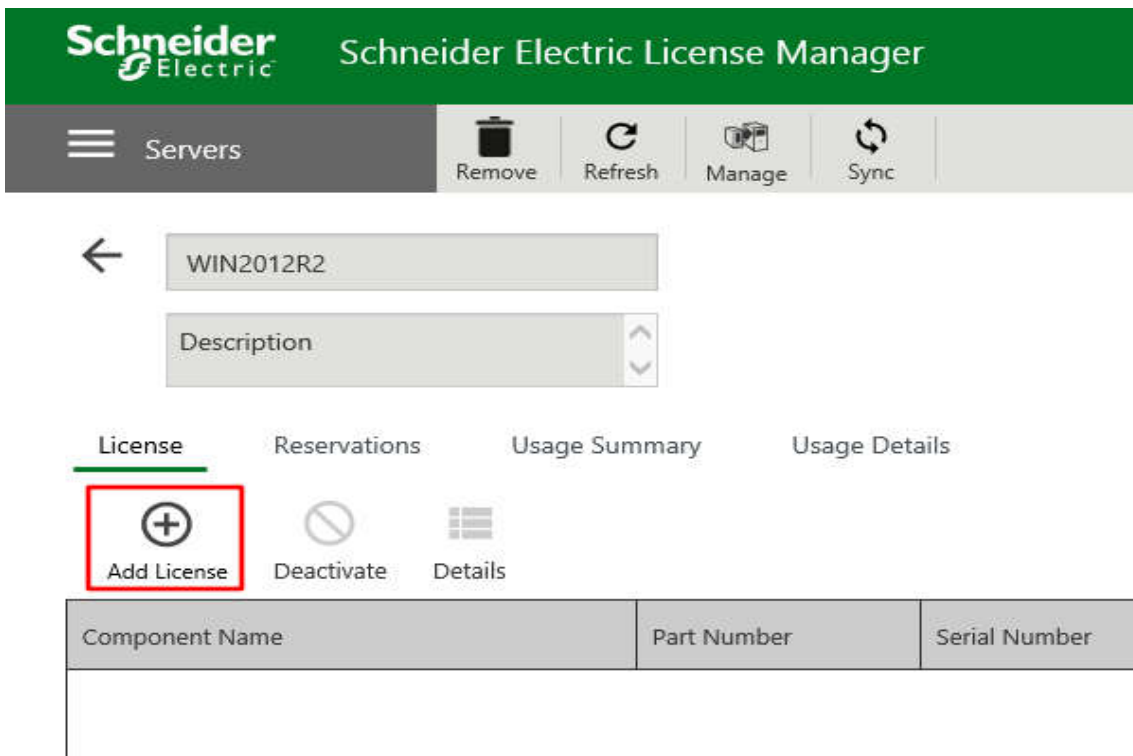 Schneider Electric
Schneider Electric License Manager
Servers
Remove
Refresh
Manage
Sync
WIN2012R2
Description
License
Reservations
Usage Summary
Usage Details
Add License
Deactivate
Details
Component Name
Part Number
Serial Number